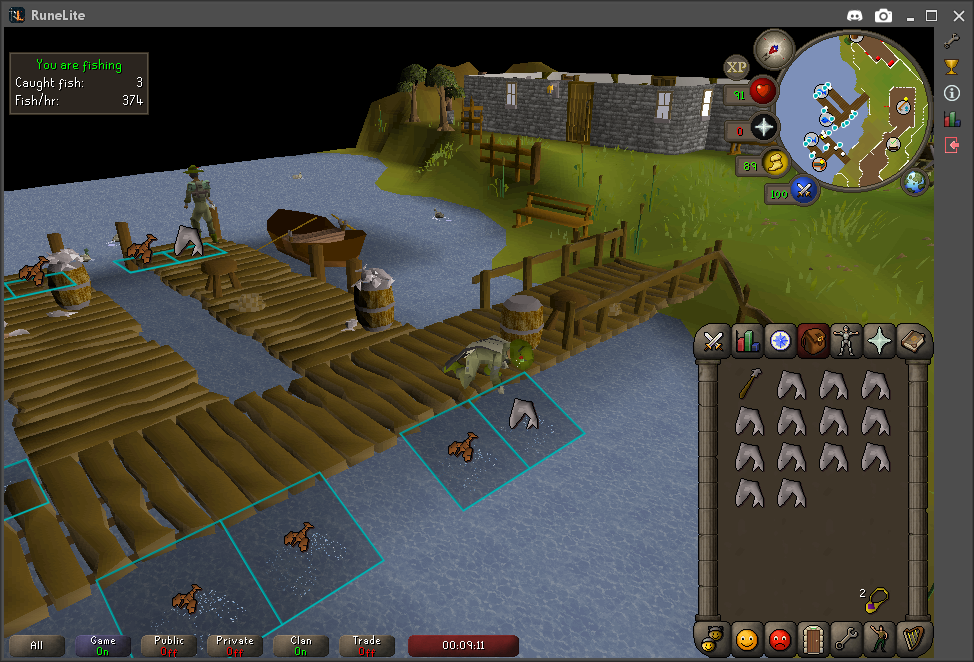 RuneLite
You are fishing
Caught fish: 3
Fish/hr: 374
XP
91
0
89
100
2
All
Game
On
Public
Off
Private
Off
Clan
On
Trade
Off
00:09:11